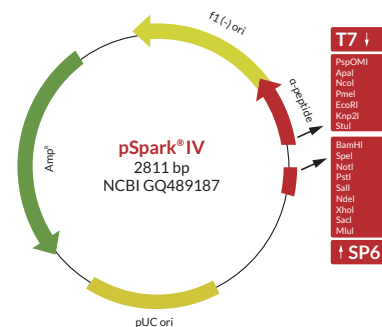 f1 (-) ori
α-peptide
Amp^R
pSpark®IV
2811 bp
NCBI GQ489187
pUC ori
T7 ↓
PspOMI
ApaI
NcoI
PmeI
EcoRI
Knp2I
StuI
BamHI
SpeI
NotI
PstI
SalI
NdeI
XhoI
SacI
MluI
↑ SP6